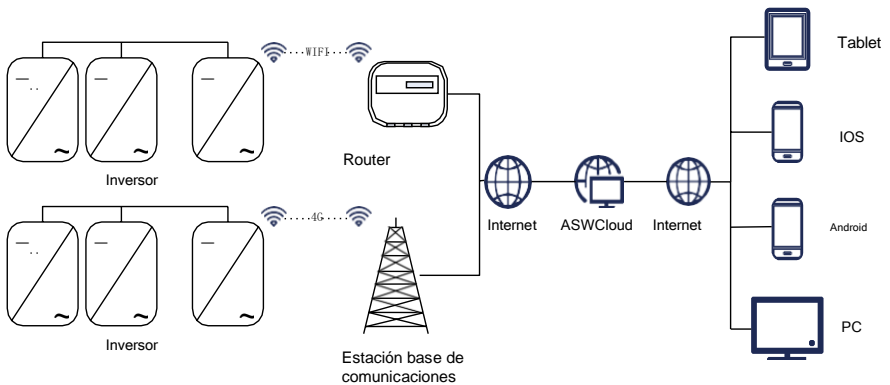 WIFI
Tablet
Router
IOS
Inversor
Internet
ASWCloud
Internet
4G
Android
Inversor
PC
Estación base de
comunicaciones